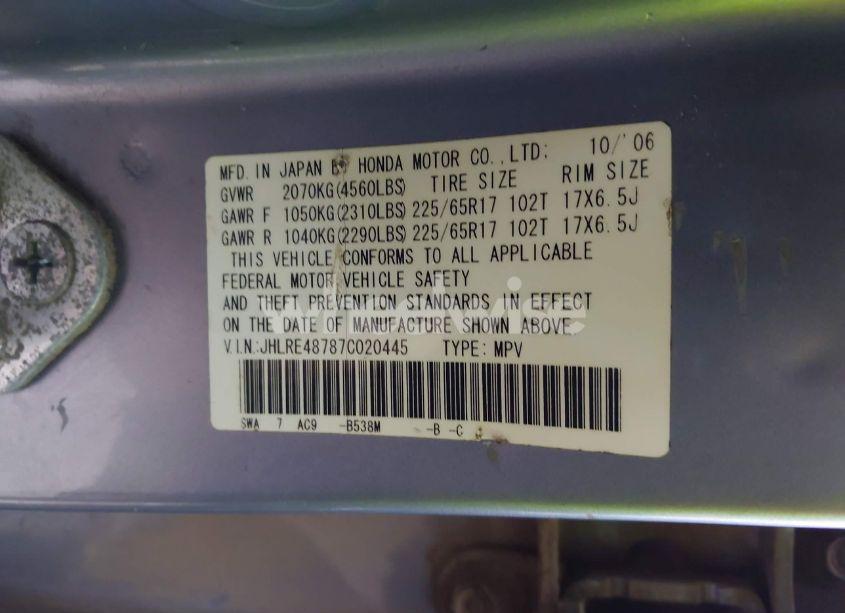 MFD. IN JAPAN BY HONDA MOTOR CO.,LTD: 10/'06
GVWR 2070KG(4560LBS) TIRE SIZE RIM SIZE
GAWR F 1050KG(2310LBS) 225/65R17 102T 17X6.5J
GAWR R 1040KG(2290LBS) 225/65R17 102T 17X6.5J
THIS VEHICLE CONFORMS TO ALL APPLICABLE
FEDERAL MOTOR VEHICLE SAFETY
AND THEFT PREVENTION STANDARDS IN EFFECT
ON THE DATE OF MANUFACTURE SHOWN ABOVE.
V.I.N.:JHLRE48787C020445 TYPE: MPV
SWA 7 AC9 -B538M -B -C